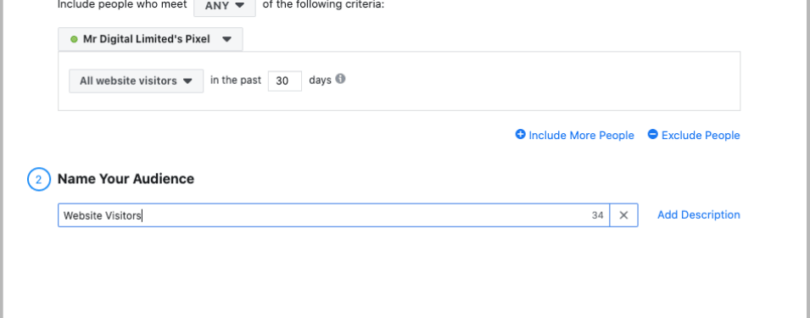 Include people who meet ANY of the following criteria:
Mr Digital Limited's Pixel
All website visitors in the past 30 days
Include More People Exclude People
2 Name Your Audience
Website Visitors 34 Add Description